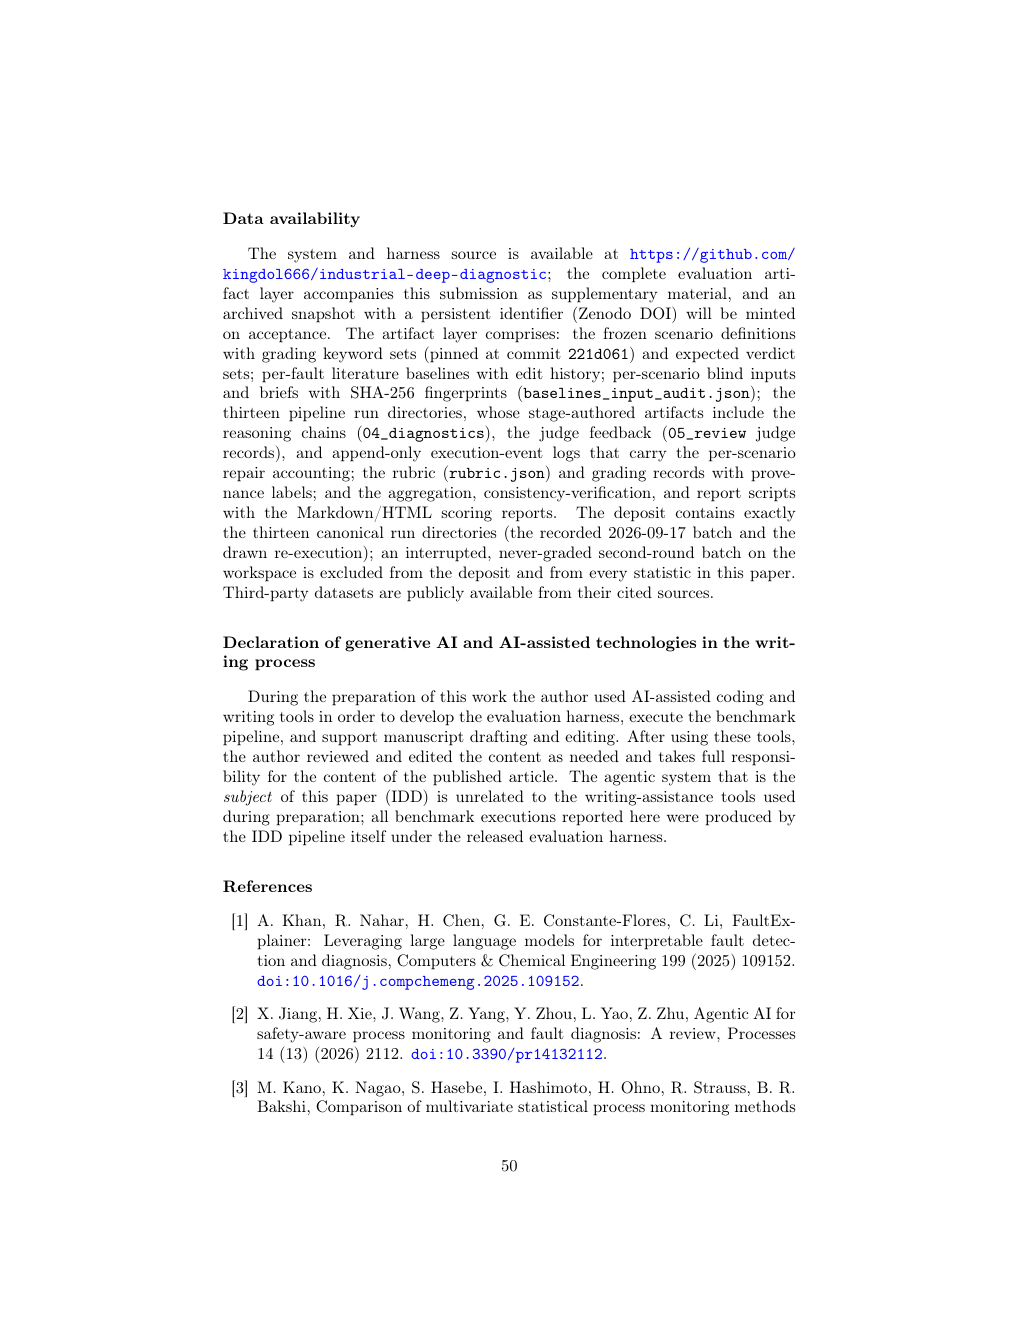 Data availability
The system and harness source is available at https://github.com/
kingdol666/industrial-deep-diagnostic; the complete evaluation arti-
fact layer accompanies this submission as supplementary material, and an
archived snapshot with a persistent identifier (Zenodo DOI) will be minted
on acceptance. The artifact layer comprises: the frozen scenario definitions
with grading keyword sets (pinned at commit 221d061) and expected verdict
sets; per-fault literature baselines with edit history; per-scenario blind inputs
and briefs with SHA-256 fingerprints (baselines_input_audit.json); the
thirteen pipeline run directories, whose stage-authored artifacts include the
reasoning chains (04_diagnostics), the judge feedback (05_review judge
records), and append-only execution-event logs that carry the per-scenario
repair accounting; the rubric (rubric.json) and grading records with prove-
nance labels; and the aggregation, consistency-verification, and report scripts
with the Markdown/HTML scoring reports. The deposit contains exactly
the thirteen canonical run directories (the recorded 2026-09-17 batch and the
drawn re-execution); an interrupted, never-graded second-round batch on the
workspace is excluded from the deposit and from every statistic in this paper.
Third-party datasets are publicly available from their cited sources.
Declaration of generative AI and AI-assisted technologies in the writ-
ing process
During the preparation of this work the author used AI-assisted coding and
writing tools in order to develop the evaluation harness, execute the benchmark
pipeline, and support manuscript drafting and editing. After using these tools,
the author reviewed and edited the content as needed and takes full responsi-
bility for the content of the published article. The agentic system that is the
subject of this paper (IDD) is unrelated to the writing-assistance tools used
during preparation; all benchmark executions reported here were produced by
the IDD pipeline itself under the released evaluation harness.
References
[1] A. Khan, R. Nahar, H. Chen, G. E. Constante-Flores, C. Li, FaultEx-
plainer: Leveraging large language models for interpretable fault detec-
tion and diagnosis, Computers & Chemical Engineering 199 (2025) 109152.
doi:10.1016/j.compchemeng.2025.109152.
[2] X. Jiang, H. Xie, J. Wang, Z. Yang, Y. Zhou, L. Yao, Z. Zhu, Agentic AI for
safety-aware process monitoring and fault diagnosis: A review, Processes
14 (13) (2026) 2112. doi:10.3390/pr14132112.
[3] M. Kano, K. Nagao, S. Hasebe, I. Hashimoto, H. Ohno, R. Strauss, B. R.
Bakshi, Comparison of multivariate statistical process monitoring methods
50